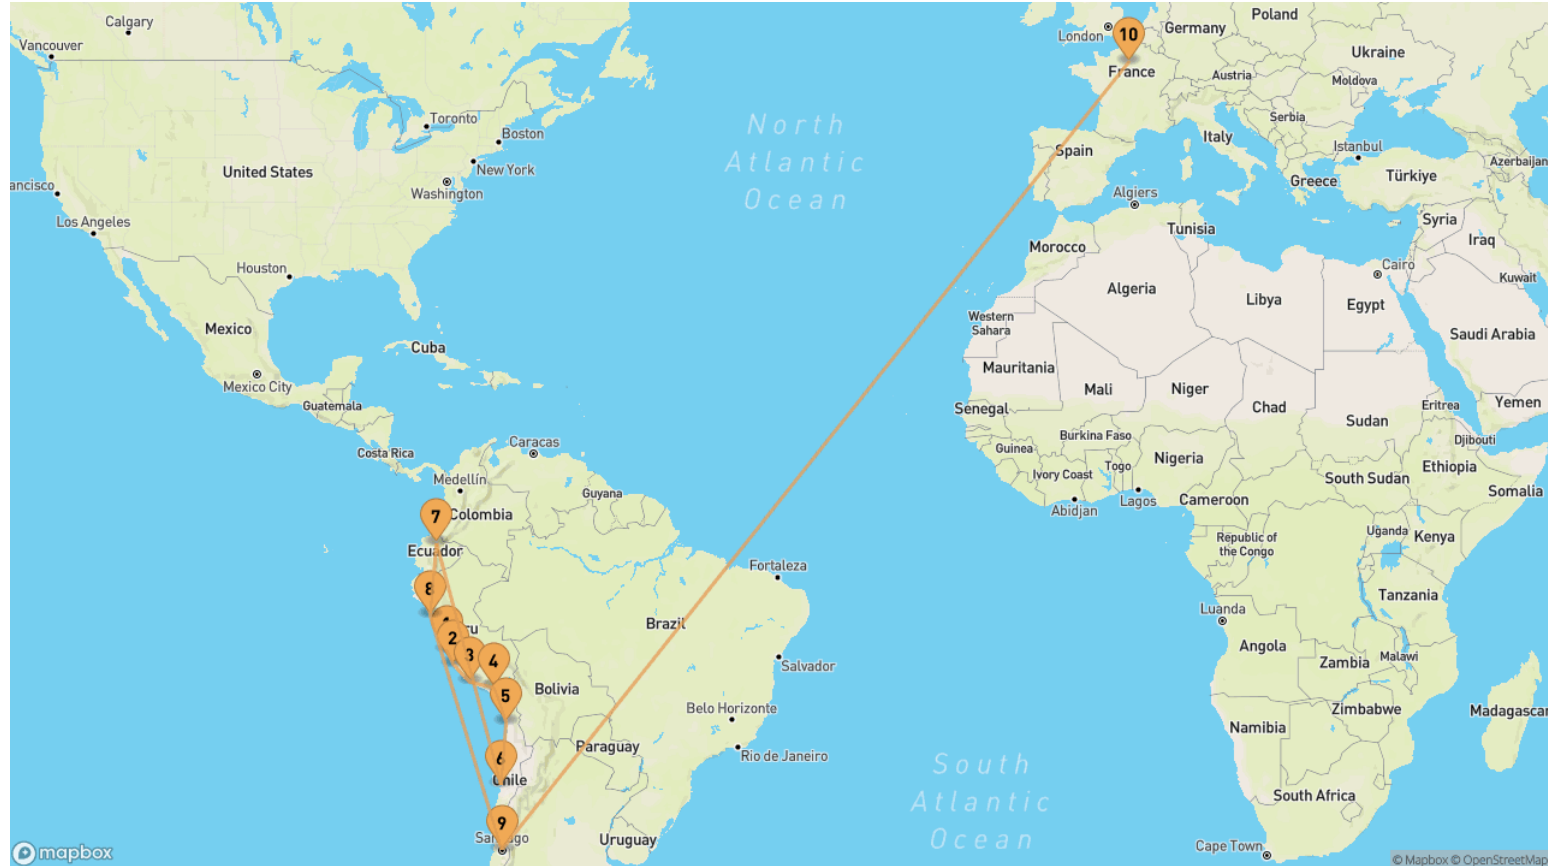 Calgary
Vancouver
Toronto
Boston
New York
United States
Washington
ancisco
Los Angeles
Houston
Mexico
Mexico City
Cuba
Guatemala
Costa Rica
Caracas
Medellín
Guyana
Colombia
7
Ecuador
8
ru
2
3
4
5
6
Chile
9
Sa
go
Bolivia
Brazil
Fortaleza
Salvador
Belo Horizonte
Rio de Janeiro
Paraguay
Uruguay
North
Atlantic
Ocean
South
Atlantic
Ocean
10
London
Germany
Poland
Ukraine
France
Austria
Moldova
Serbia
Italy
Spain
Istanbul
Türkiye
Greece
Azerbaijan
Algiers
Tunisia
Syria
Iraq
Morocco
Cairo
Kuwait
Algeria
Libya
Egypt
Saudi Arabia
Western
Sahara
Mauritania
Mali
Niger
Chad
Sudan
Eritrea
Yemen
Senegal
Djibouti
Guinea
Burkina Faso
Ivory Coast
Togo
Nigeria
South Sudan
Ethiopia
Somalia
Abidjan
Lagos
Cameroon
Republic of
the Congo
Uganda
Kenya
Tanzania
Luanda
Angola
Zambia
Malawi
Zimbabwe
Namibia
Madagascar
South Africa
Cape Town
mapbox
© Mapbox © OpenStreetMap